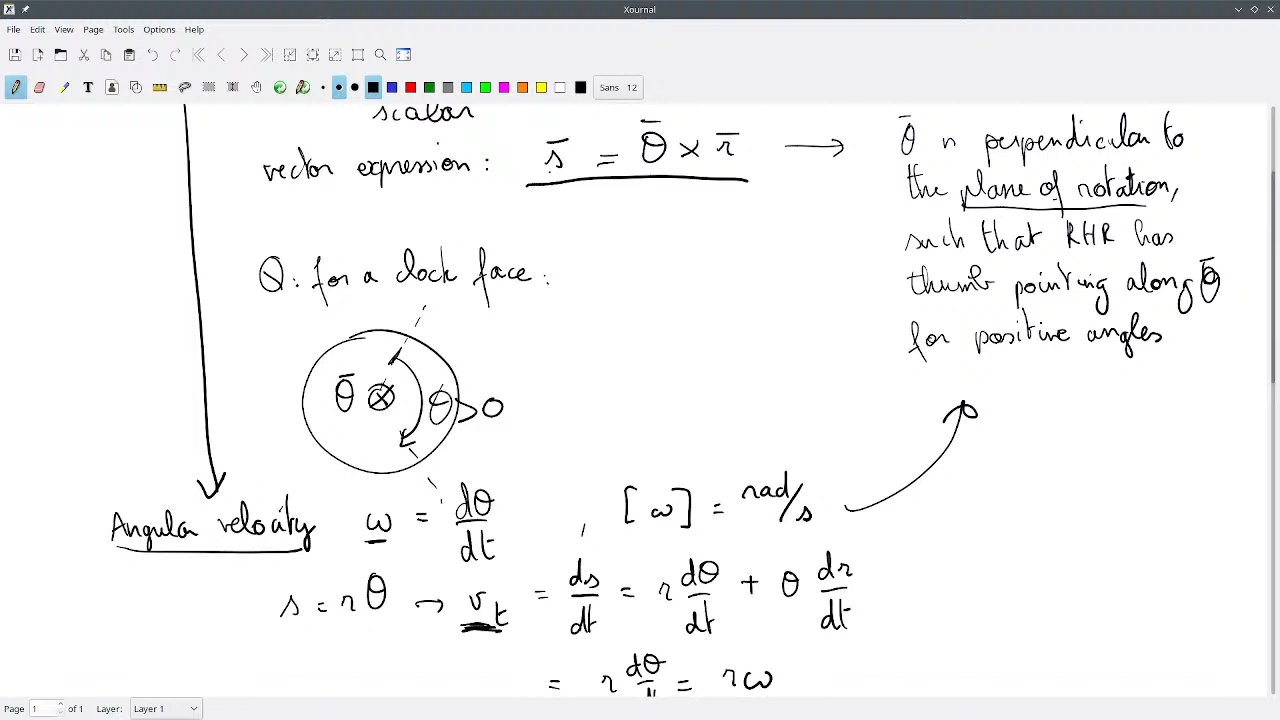 Xournal
File Edit View Page Tools Options Help
Sans 12
scalar
vector expression: s̄ = θ̄ × r̄ →
θ̄ is perpendicular to
the plane of rotation,
such that RHR has
thumb pointing along θ̄
for positive angles
Q: for a clock face:
θ̄ ⊗ θ > 0
Angular velocity ω = dθ/dt , [ω] = rad/s
s = rθ → v_t = ds/dt = r dθ/dt + θ dr/dt
= r dθ/dt = rω
Page 1 of 1 Layer: Layer 1